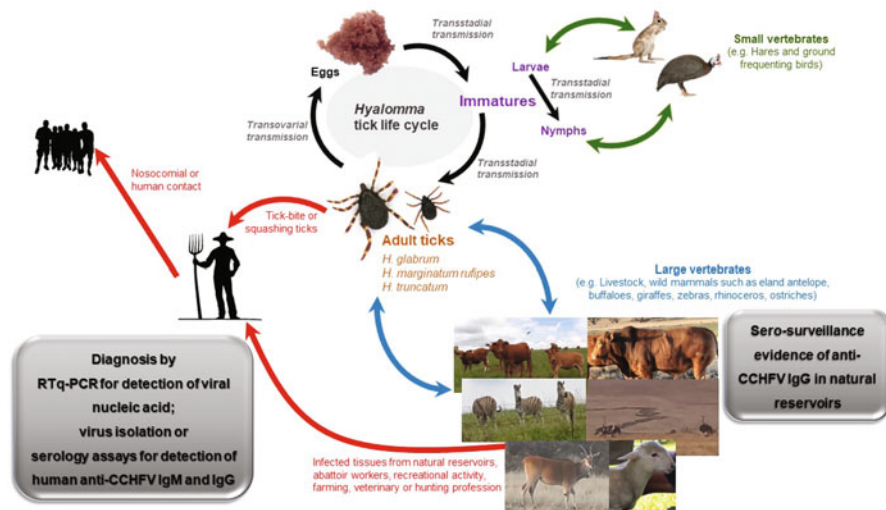 Transstadial
transmission
Eggs
Hyalomma
tick life cycle
Immatures
Transovarial
transmission
Transstadial
transmission
Larvae
Transstadial
transmission
Nymphs
Small vertebrates
(e.g. Hares and ground
frequenting birds)
Nosocomial or
human contact
Tick-bite or
squashing ticks
Adult ticks
H. glabrum
H. marginatum rufipes
H. truncatum
Large vertebrates
(e.g. Livestock, wild mammals such as eland antelope,
buffaloes, giraffes, zebras, rhinoceros, ostriches)
Diagnosis by
RTq-PCR for detection of viral
nucleic acid;
virus isolation or
serology assays for detection of
human anti-CCHFV IgM and IgG
Sero-surveillance
evidence of anti-
CCHFV IgG in natural
reservoirs
Infected tissues from natural reservoirs,
abattoir workers, recreational activity,
farming, veterinary or hunting profession